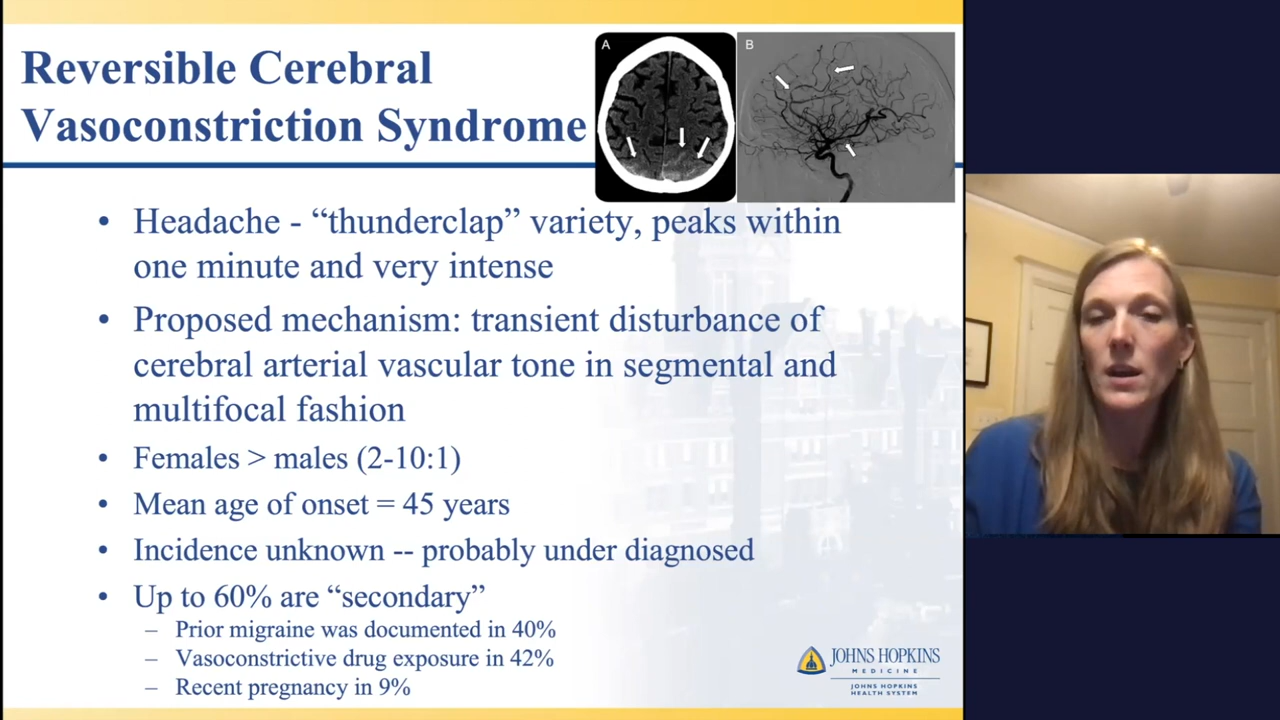 Reversible Cerebral
Vasoconstriction Syndrome
A
B
• Headache - “thunderclap” variety, peaks within
one minute and very intense
• Proposed mechanism: transient disturbance of
cerebral arterial vascular tone in segmental and
multifocal fashion
• Females > males (2-10:1)
• Mean age of onset = 45 years
• Incidence unknown -- probably under diagnosed
• Up to 60% are “secondary”
– Prior migraine was documented in 40%
– Vasoconstrictive drug exposure in 42%
– Recent pregnancy in 9%
JOHNS HOPKINS
MEDICINE
JOHNS HOPKINS
HEALTH SYSTEM